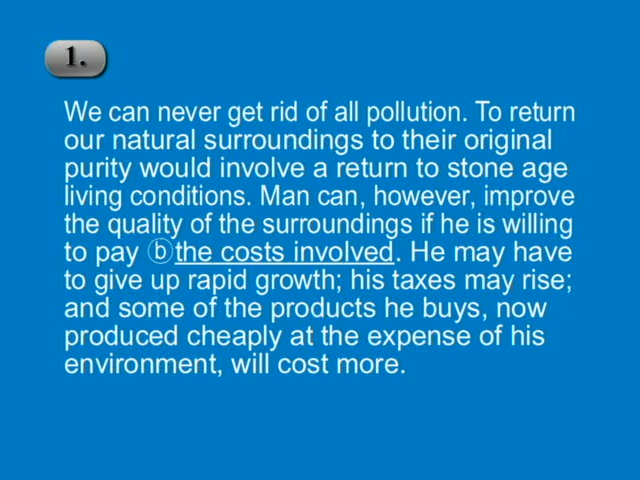 1.
We can never get rid of all pollution. To return
our natural surroundings to their original
purity would involve a return to stone age
living conditions. Man can, however, improve
the quality of the surroundings if he is willing
to pay ⓑthe costs involved. He may have
to give up rapid growth; his taxes may rise;
and some of the products he buys, now
produced cheaply at the expense of his
environment, will cost more.